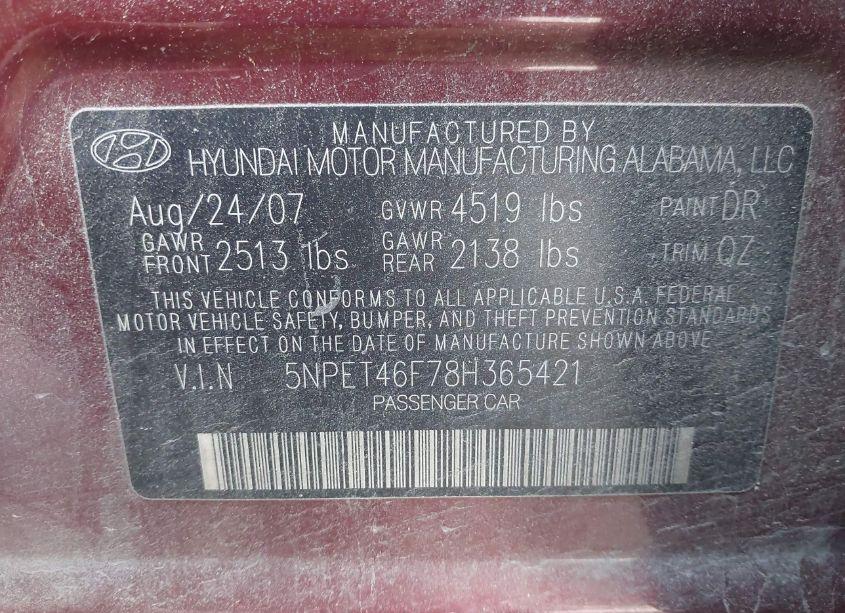 MANUFACTURED BY
HYUNDAI MOTOR MANUFACTURING ALABAMA, LLC
Aug/24/07 GVWR 4519 lbs PAINT DR
GAWR FRONT 2513 lbs GAWR REAR 2138 lbs TRIM QZ
THIS VEHICLE CONFORMS TO ALL APPLICABLE U.S.A. FEDERAL
MOTOR VEHICLE SAFETY, BUMPER, AND THEFT PREVENTION STANDARDS
IN EFFECT ON THE DATE OF MANUFACTURE SHOWN ABOVE
V.I.N 5NPET46F78H365421
PASSENGER CAR